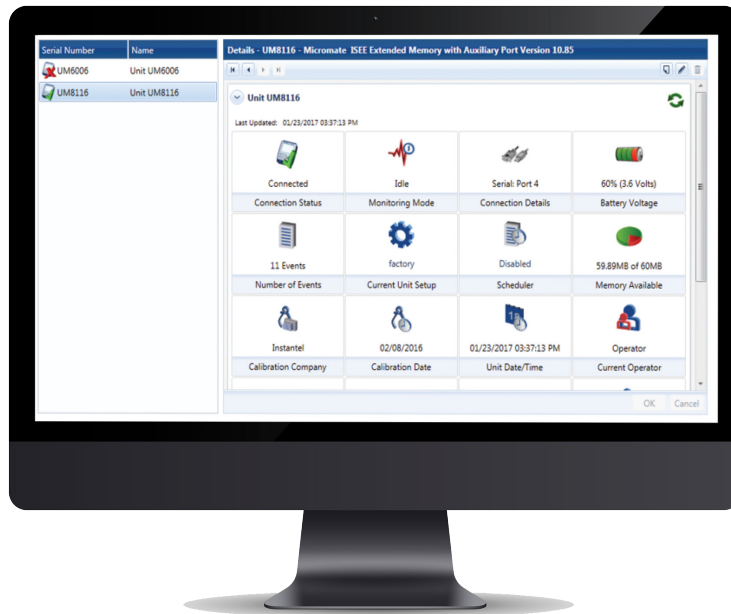 Serial Number Name
UM6006 Unit UM6006
UM8116 Unit UM8116
Details - UM8116 - Micromate ISEE Extended Memory with Auxiliary Port Version 10.85
Unit UM8116
Last Updated: 01/23/2017 03:37:13 PM
Connected Idle Serial: Port 4 60% (3.6 Volts)
Connection Status Monitoring Mode Connection Details Battery Voltage
11 Events factory Disabled 59.89MB of 60MB
Number of Events Current Unit Setup Scheduler Memory Available
Instantel 02/08/2016 01/23/2017 03:37:13 PM Operator
Calibration Company Calibration Date Unit Date/Time Current Operator
OK Cancel